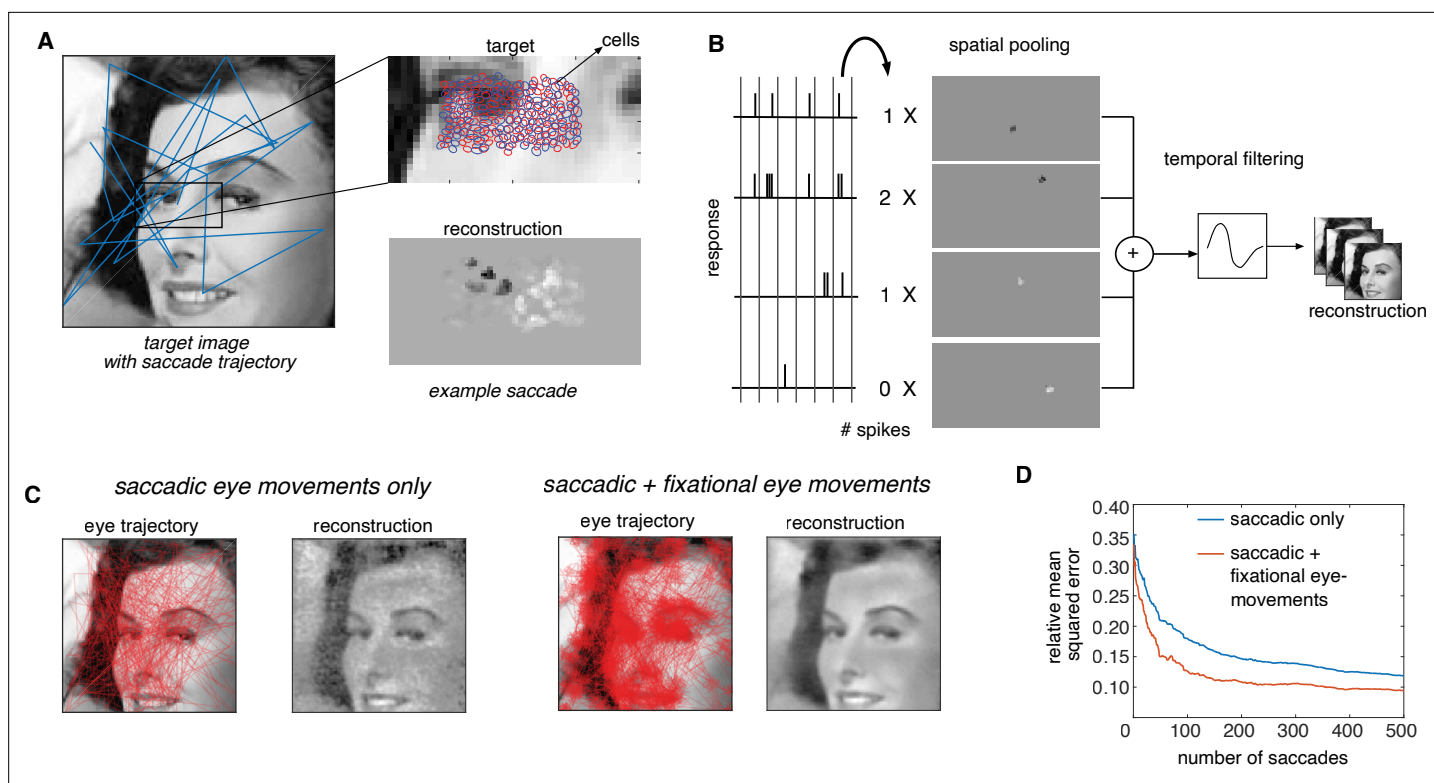 A
target
cells
target image
with saccade trajectory
reconstruction
example saccade
B
spatial pooling
response
1 X
2 X
1 X
0 X
# spikes
+
temporal filtering
reconstruction
C
saccadic eye movements only
eye trajectory
reconstruction
saccadic + fixational eye movements
eye trajectory
reconstruction
D
relative mean
squared error
0.40
0.35
0.30
0.25
0.20
0.15
0.10
saccadic only
saccadic +
fixational eye-
movements
0
100
200
300
400
500
number of saccades